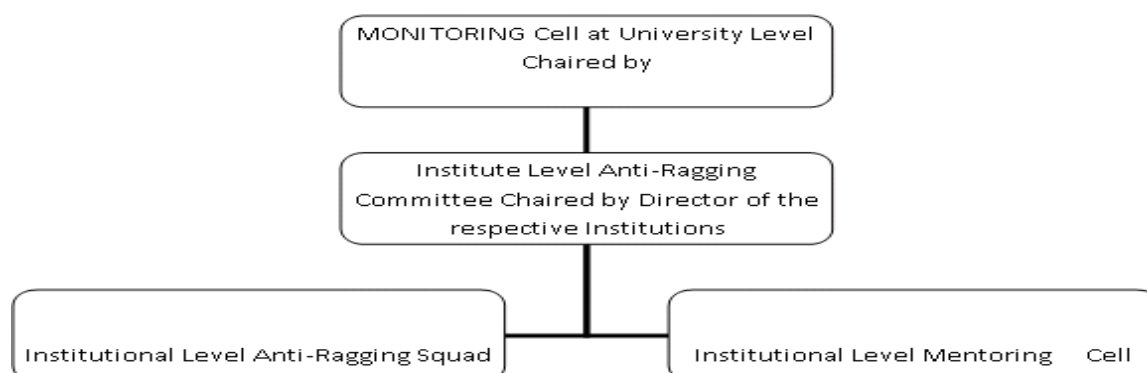 MONITORING Cell at University Level
Chaired by
Institute Level Anti-Ragging
Committee Chaired by Director of the
respective Institutions
Institutional Level Anti-Ragging Squad
Institutional Level Mentoring Cell